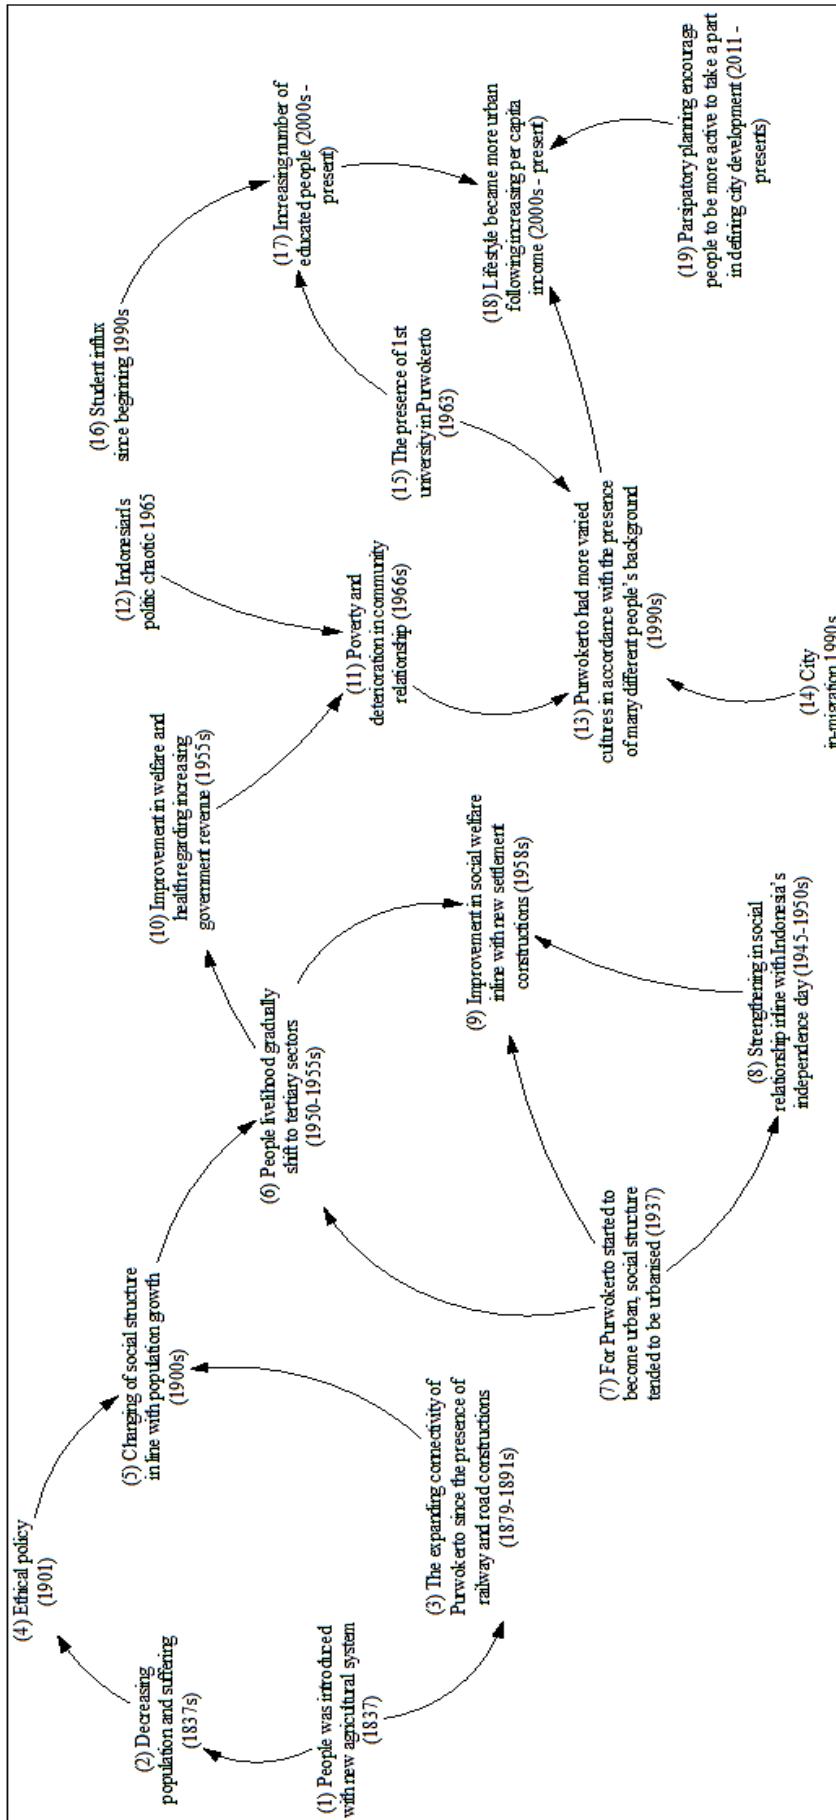 (1) People was introduced
with new agricultural system
(1837)
(2) Decreasing
population and suffering
(1837s)
(3) The expanding connectivity of
Purwokerto since the presence of
railway and road constructions
(1879-1891s)
(4) Ethical policy
(1901)
(5) Changing of social structure
in line with population growth
(1900s)
(6) People livelihood gradually
shift to tertiary sectors
(1950-1955s)
(7) For Purwokerto started to
become urban, social structure
tended to be urbanised (1937)
(8) Strengthening in social
relationship inline with Indonesia's
independence day (1945-1950s)
(9) Improvement in social welfare
inline with new settlement
constructions (1958s)
(10) Improvement in welfare and
health regarding increasing
government revenue (1955s)
(11) Poverty and
deterioration in community
relationship (1966s)
(12) Indonesian's
politic chaotic 1965
(13) Purwokerto had more varied
cultures in accordance with the presence
of many different people's background
(1990s)
(14) City
in-migration 1990s
(15) The presence of 1st
university in Purwokerto
(1963)
(16) Student influx
since beginning 1990s
(17) Increasing number of
educated people (2000s -
present)
(18) Lifestyle became more urban
following increasing per capita
income (2000s - present)
(19) Parsipatory planning encourage
people to be more active to take a part
in defining city development (2011 -
presents)